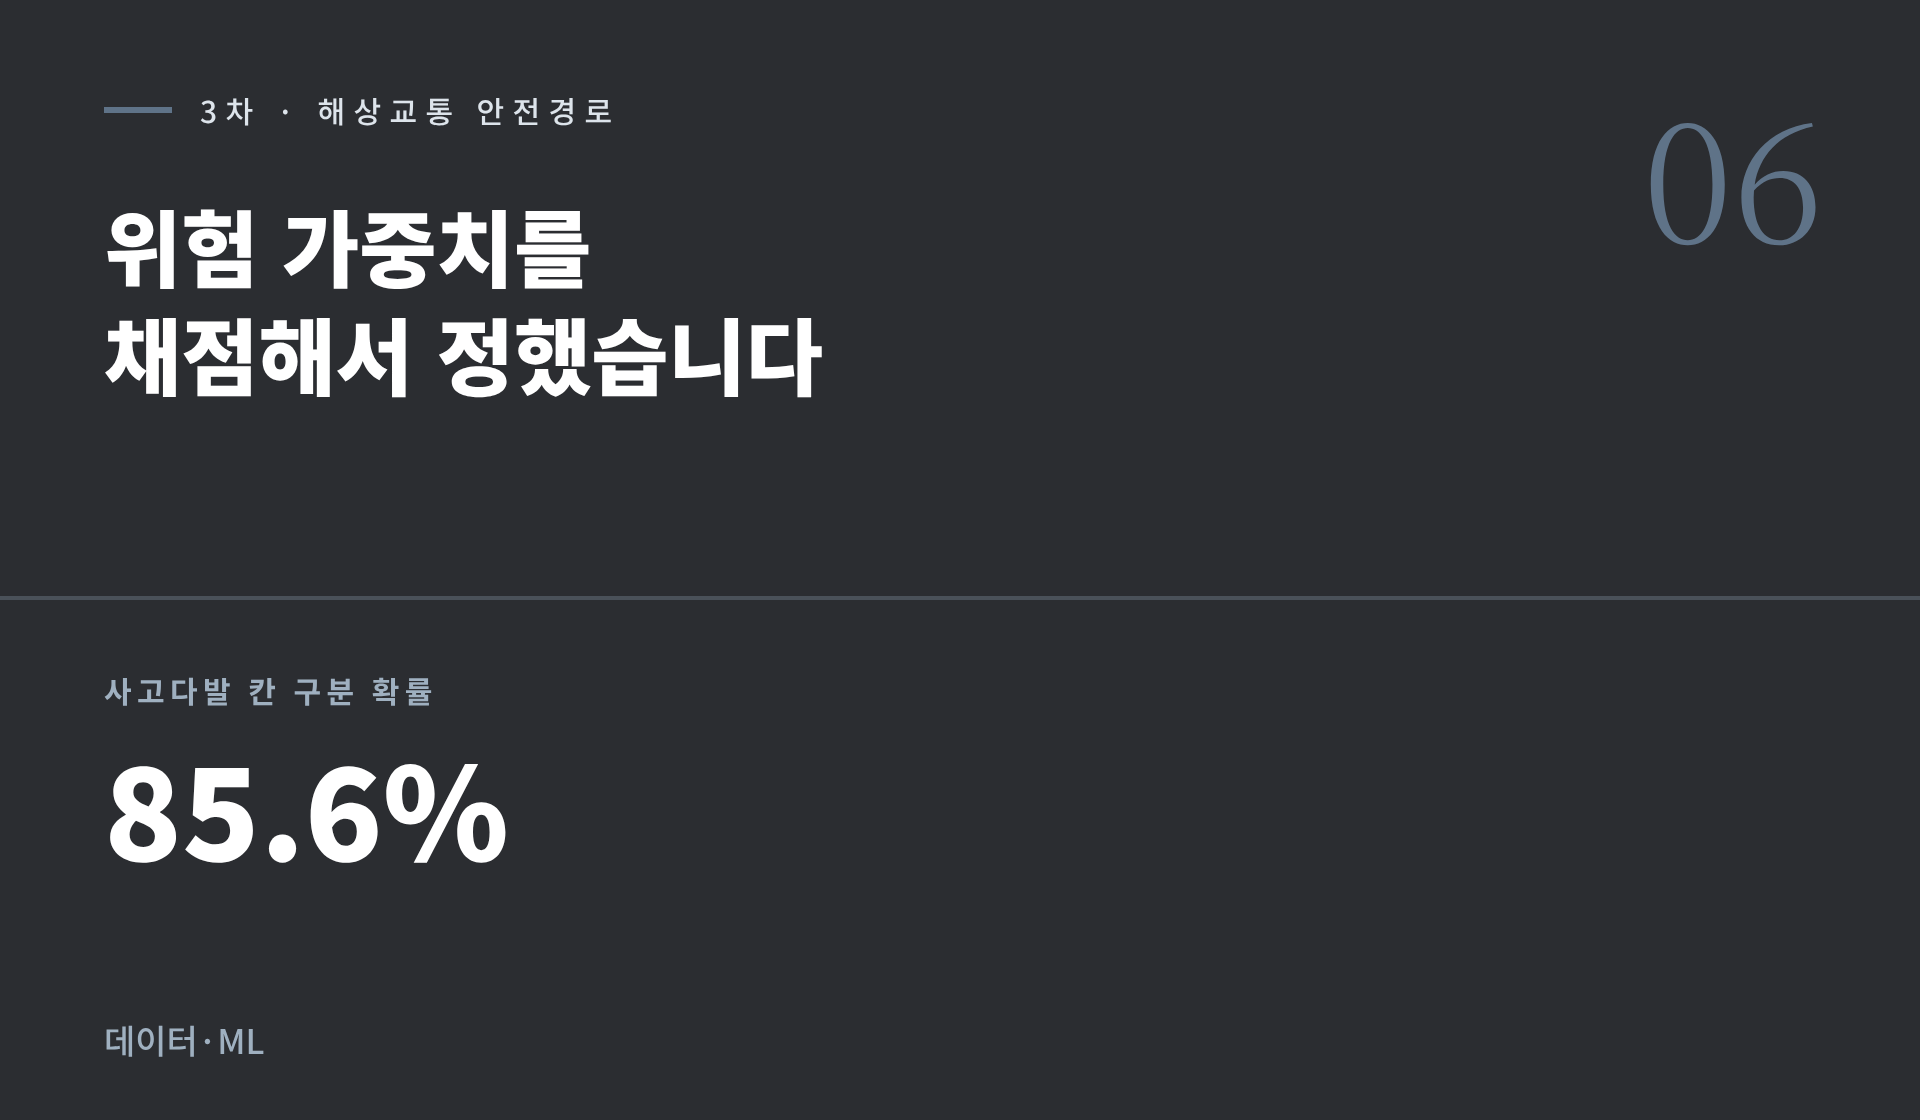 3차 · 해상교통 안전경로
06
위험 가중치를
채점해서 정했습니다
사고다발 칸 구분 확률
85.6%
데이터·ML